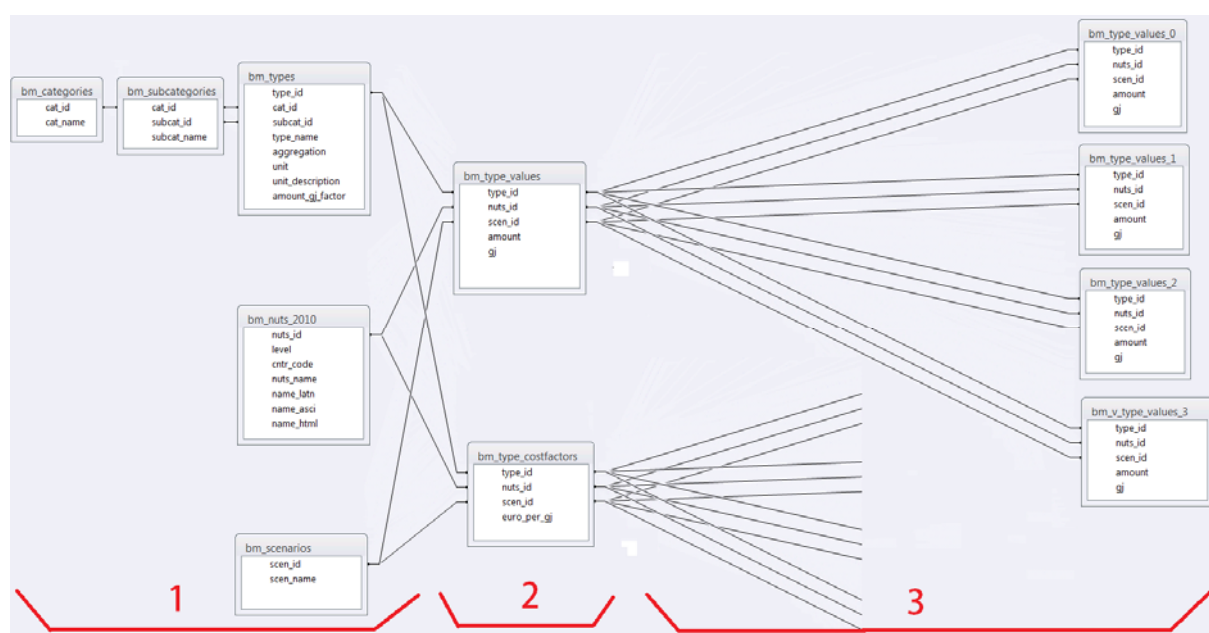 bm_categories
cat_id
cat_name
bm_subcategories
cat_id
subcat_id
subcat_name
bm_types
type_id
cat_id
subcat_id
type_name
aggregation
unit
unit_description
amount_gj_factor
bm_nuts_2010
nuts_id
level
cntr_code
nuts_name
name_latn
name_asci
name_html
bm_scenarios
scen_id
scen_name
bm_type_values
type_id
nuts_id
scen_id
amount
gj
bm_type_costfactors
type_id
nuts_id
scen_id
euro_per_gj
bm_type_values_0
type_id
nuts_id
scen_id
amount
gj
bm_type_values_1
type_id
nuts_id
scen_id
amount
gj
bm_type_values_2
type_id
nuts_id
scen_id
amount
gj
bm_v_type_values_3
type_id
nuts_id
scen_id
amount
gj
1
2
3